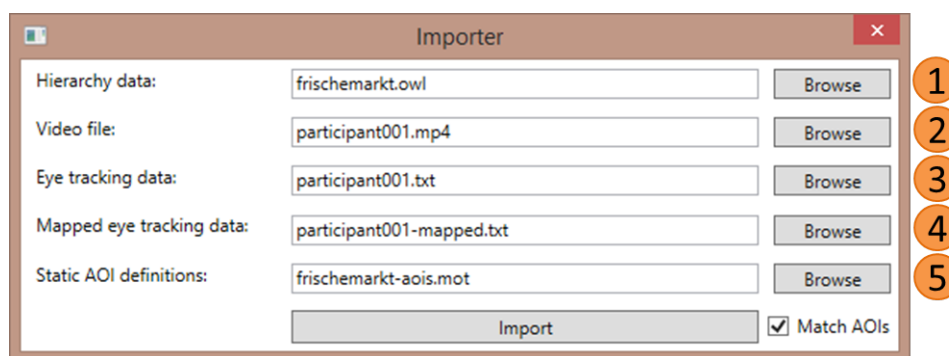 Importer
Hierarchy data: frischemarkt.owl Browse 1
Video file: participant001.mp4 Browse 2
Eye tracking data: participant001.txt Browse 3
Mapped eye tracking data: participant001-mapped.txt Browse 4
Static AOI definitions: frischemarkt-aois.mot Browse 5
Import Match AOIs